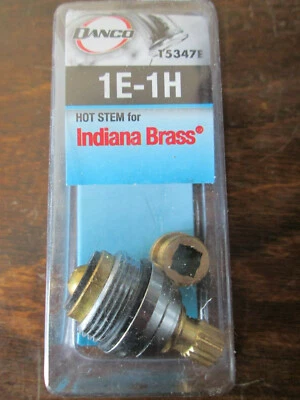 DANCO
15347E
1E-1H
HOT STEM for
Indiana Brass®